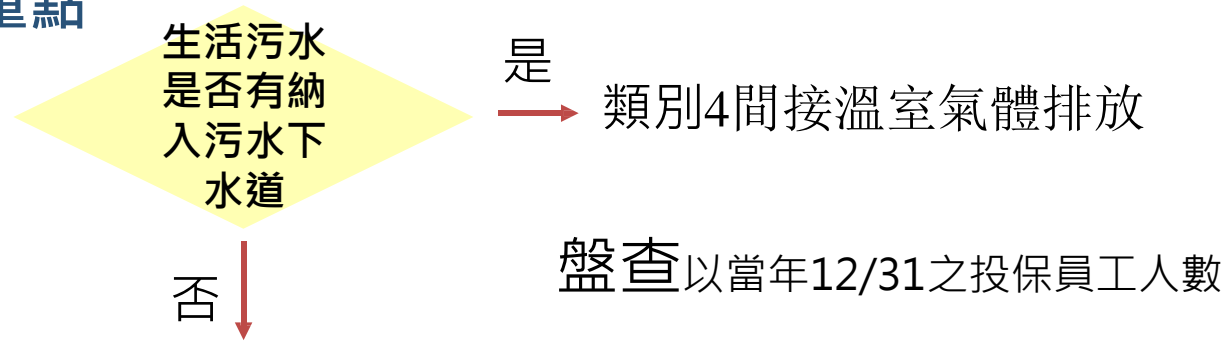 重點
生活污水
是否有納
入污水下
水道
是
類別4間接溫室氣體排放
盤查以當年12/31之投保員工人數
否